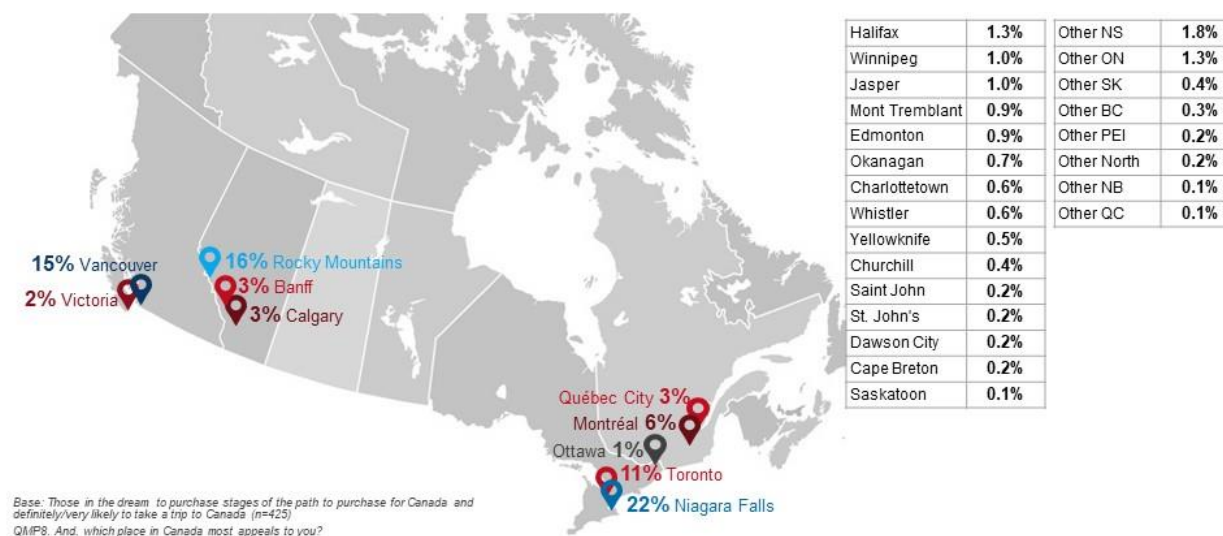 15% Vancouver
2% Victoria
16% Rocky Mountains
3% Banff
3% Calgary
Québec City 3%
Montréal 6%
Ottawa 1%
11% Toronto
22% Niagara Falls
Halifax 1.3% Other NS 1.8%
Winnipeg 1.0% Other ON 1.3%
Jasper 1.0% Other SK 0.4%
Mont Tremblant 0.9% Other BC 0.3%
Edmonton 0.9% Other PEI 0.2%
Okanagan 0.7% Other North 0.2%
Charlottetown 0.6% Other NB 0.1%
Whistler 0.6% Other QC 0.1%
Yellowknife 0.5%
Churchill 0.4%
Saint John 0.2%
St. John's 0.2%
Dawson City 0.2%
Cape Breton 0.2%
Saskatoon 0.1%
Base: Those in the dream to purchase stages of the path to purchase for Canada and
definitely/very likely to take a trip to Canada (n=425)
QMP8. And, which place in Canada most appeals to you?